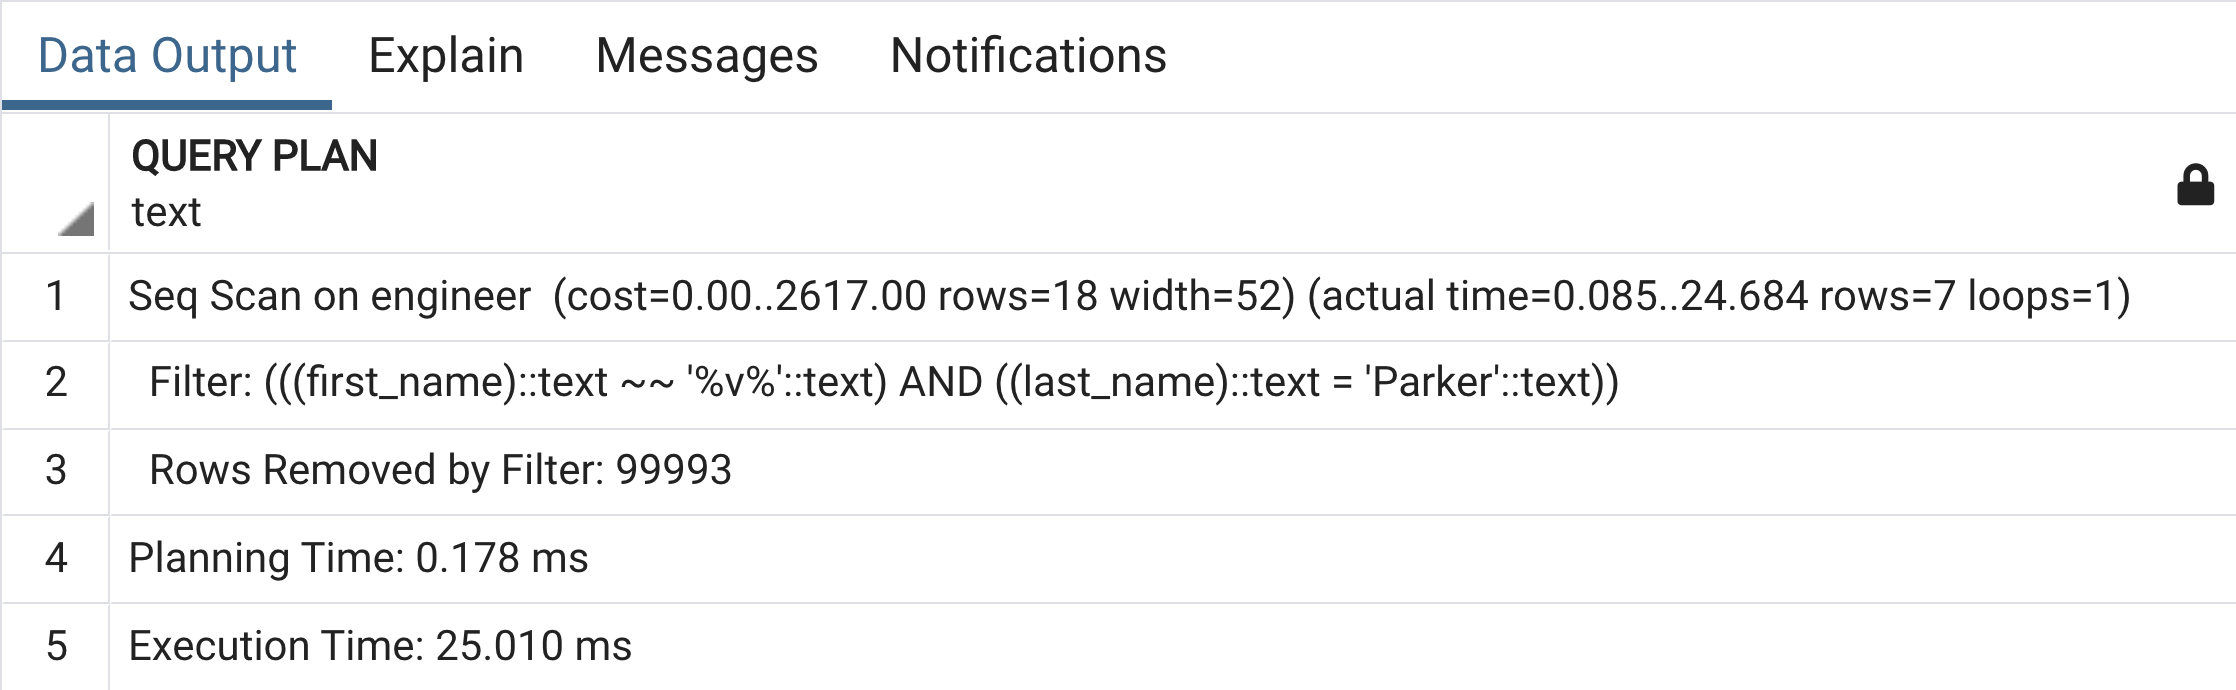 Data Output Explain Messages Notifications
QUERY PLAN
text
1 Seq Scan on engineer  (cost=0.00..2617.00 rows=18 width=52) (actual time=0.085..24.684 rows=7 loops=1)
2 Filter: (((first_name)::text ~~ '%v%'::text) AND ((last_name)::text = 'Parker'::text))
3 Rows Removed by Filter: 99993
4 Planning Time: 0.178 ms
5 Execution Time: 25.010 ms